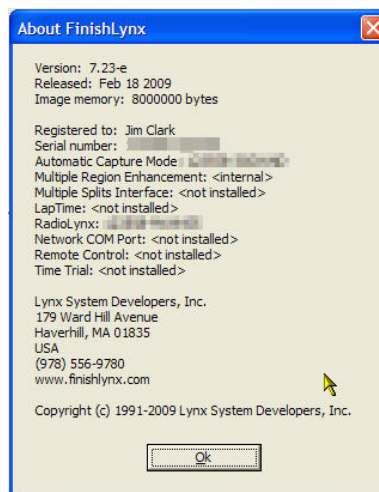 About FinishLynx
Version: 7.23-e
Released: Feb 18 2009
Image memory: 8000000 bytes
Registered to: Jim Clark
Serial number:
Automatic Capture Mode:
Multiple Region Enhancement: <internal>
Multiple Splits Interface: <not installed>
LapTime: <not installed>
RadioLynx:
Network COM Port: <not installed>
Remote Control: <not installed>
Time Trial: <not installed>
Lynx System Developers, Inc.
179 Ward Hill Avenue
Haverhill, MA 01835
USA
(978) 556-9780
www.finishlynx.com
Copyright (c) 1991-2009 Lynx System Developers, Inc.
Ok